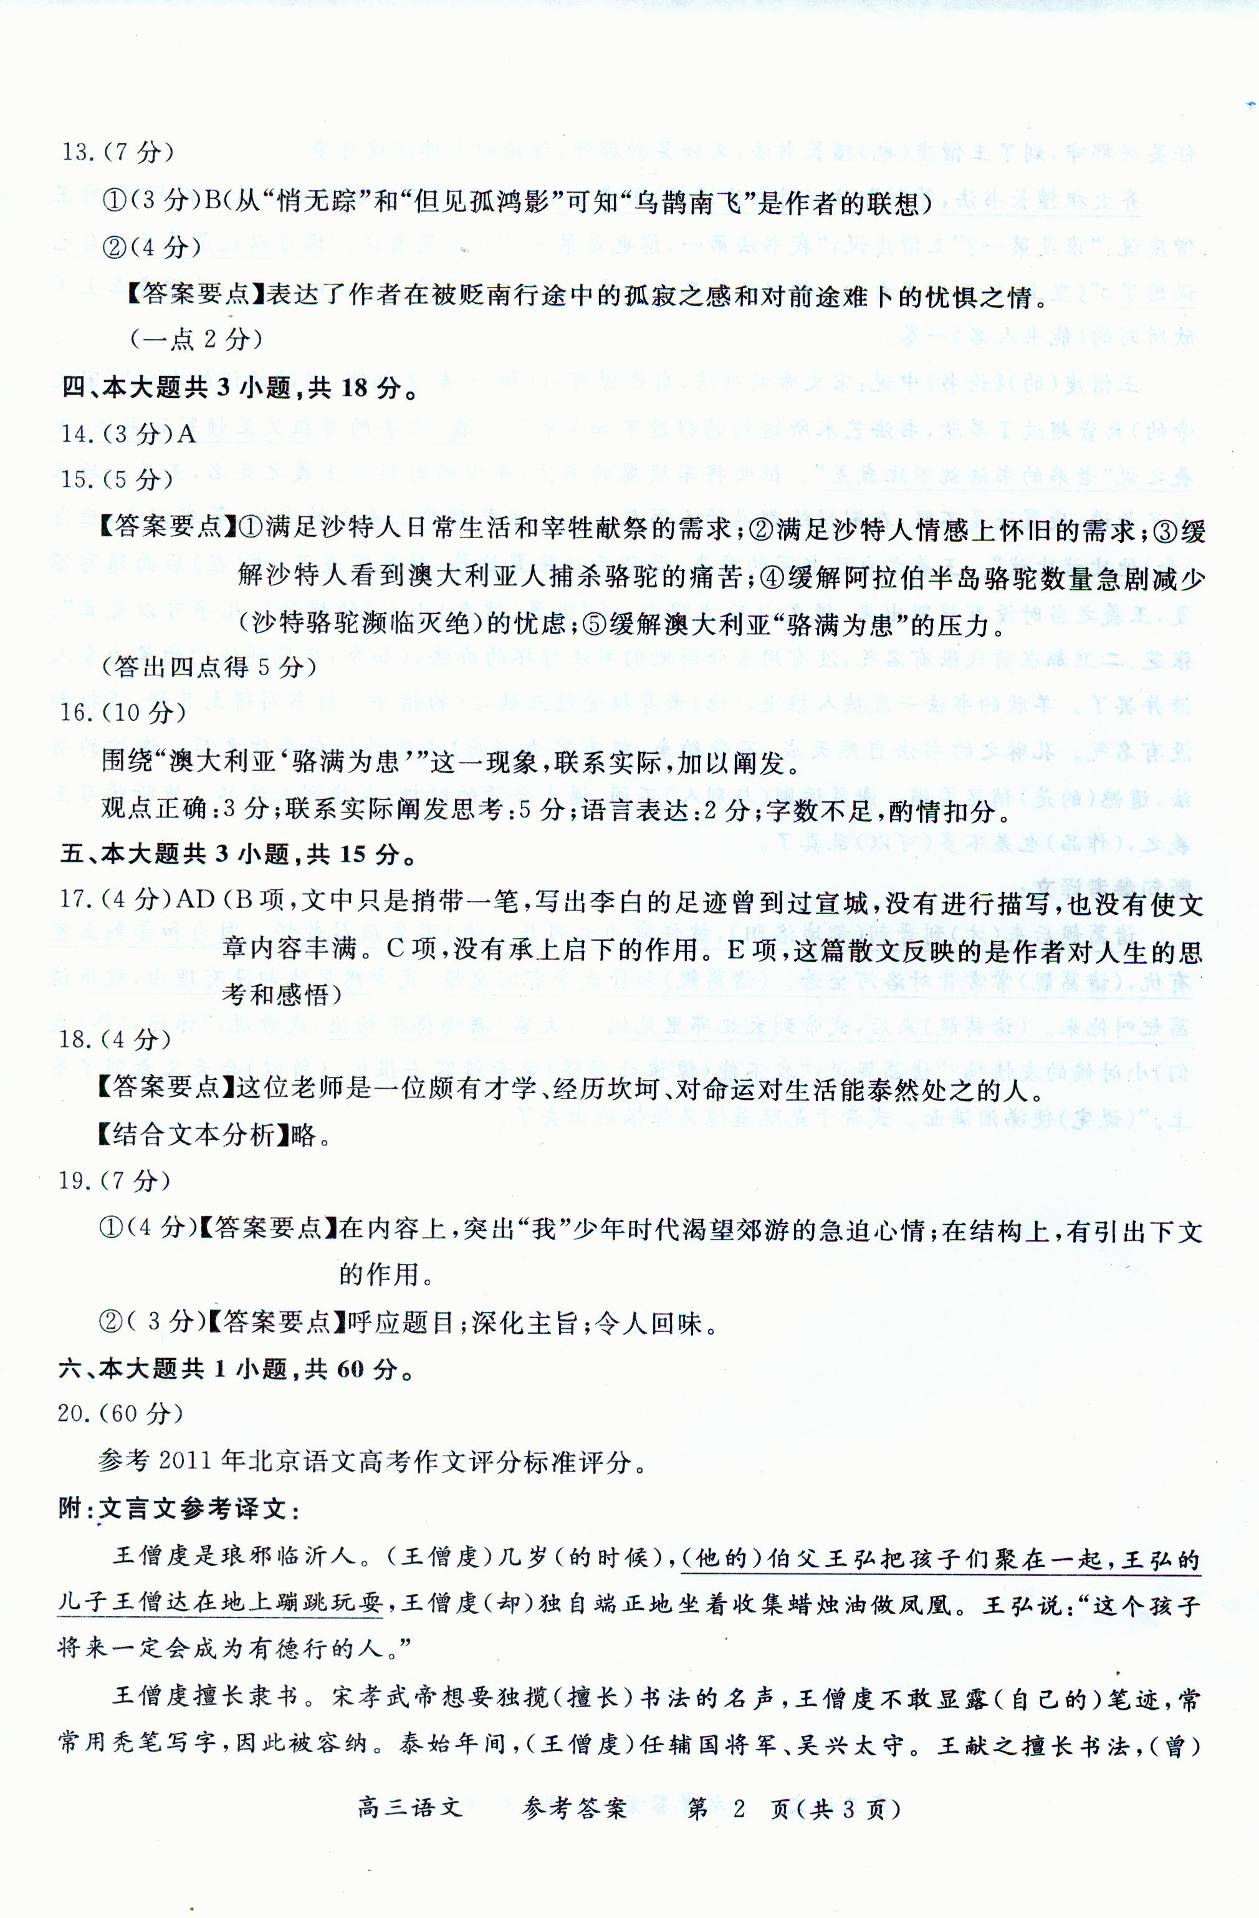 13.(7 分)
①(3 分)B(从“悄无踪”和“但见孤鸿影”可知“乌鹊南飞”是作者的联想)
②(4 分)
【答案要点】表达了作者在被贬南行途中的孤寂之感和对前途难卜的忧惧之情。
(一点 2 分)
四、本大题共 3 小题,共 18 分。
14.(3 分)A
15.(5 分)
【答案要点】①满足沙特人日常生活和宰牲献祭的需求;②满足沙特人情感上怀旧的需求;③缓
解沙特人看到澳大利亚人捕杀骆驼的痛苦;④缓解阿拉伯半岛骆驼数量急剧减少
(沙特骆驼濒临灭绝)的忧虑;⑤缓解澳大利亚“骆满为患”的压力。
(答出四点得 5 分)
16.(10 分)
围绕“澳大利亚‘骆满为患’”这一现象,联系实际,加以阐发。
观点正确:3 分;联系实际阐发思考:5 分;语言表达:2 分;字数不足,酌情扣分。
五、本大题共 3 小题,共 15 分。
17.(4 分)AD(B 项,文中只是捎带一笔,写出李白的足迹曾到过宣城,没有进行描写,也没有使文
章内容丰满。C 项,没有承上启下的作用。E 项,这篇散文反映的是作者对人生的思
考和感悟)
18.(4 分)
【答案要点】这位老师是一位颇有才学、经历坎坷、对命运对生活能泰然处之的人。
【结合文本分析】略。
19.(7 分)
①(4 分)【答案要点】在内容上,突出“我”少年时代渴望郊游的急迫心情;在结构上,有引出下文
的作用。
②( 3 分)【答案要点】呼应题目;深化主旨;令人回味。
六、本大题共 1 小题,共 60 分。
20.(60 分)
参考 2011 年北京语文高考作文评分标准评分。
附:文言文参考译文:
王僧虔是琅邪临沂人。(王僧虔)几岁(的时候),(他的)伯父王弘把孩子们聚在一起,王弘的
儿子王僧达在地上蹦跳玩耍,王僧虔(却)独自端正地坐着收集蜡烛油做凤凰。王弘说:“这个孩子
将来一定会成为有德行的人。”
王僧虔擅长隶书。宋孝武帝想要独揽(擅长)书法的名声,王僧虔不敢显露(自己的)笔迹,常
常用秃笔写字,因此被容纳。泰始年间,(王僧虔)任辅国将军、吴兴太守。王献之擅长书法,(曾)
高三语文 参考答案 第 2 页(共 3 页)